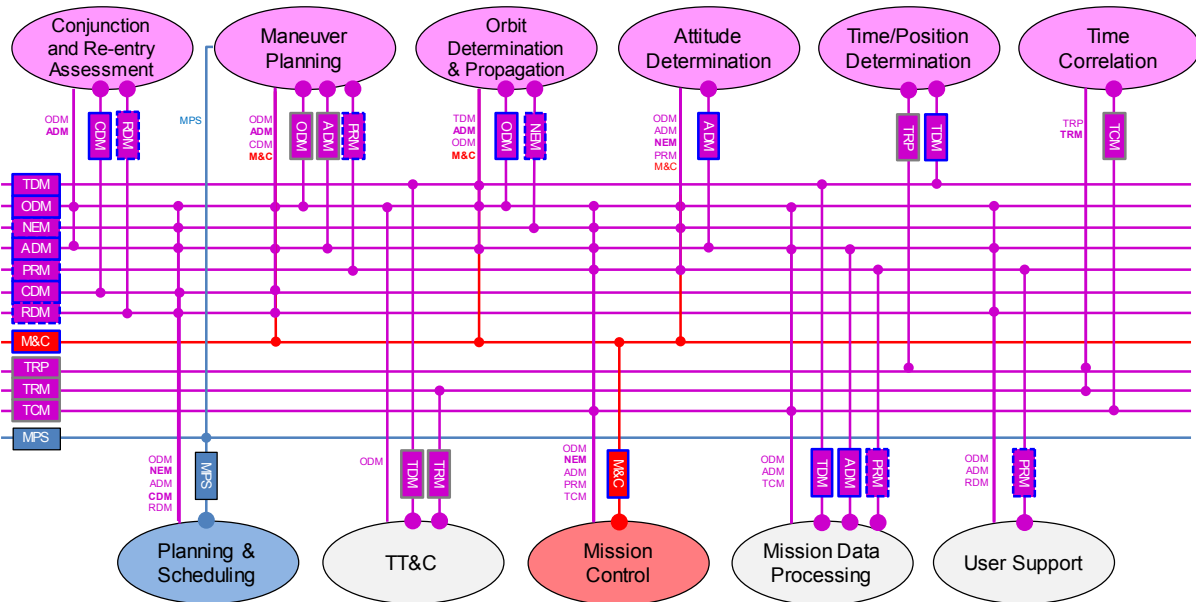 Conjunction
and Re-entry
Assessment
Maneuver
Planning
Orbit
Determination
& Propagation
Attitude
Determination
Time/Position
Determination
Time
Correlation
ODM
ADM
CDM
RDM
MPS
ODM
ADM
CDM
M&C
ODM
ADM
PRM
TDM
ADM
ODM
M&C
ODM
NEM
ODM
ADM
NEM
PRM
M&C
ADM
TRP
TDM
TRP
TRM
TCM
TDM
ODM
NEM
ADM
PRM
CDM
RDM
M&C
TRP
TRM
TCM
MPS
ODM
NEM
ADM
CDM
RDM
MPS
ODM
TDM
TRM
ODM
NEM
ADM
PRM
TCM
M&C
ODM
ADM
TCM
TDM
ADM
PRM
ODM
ADM
RDM
PRM
Planning &
Scheduling
TT&C
Mission
Control
Mission Data
Processing
User Support